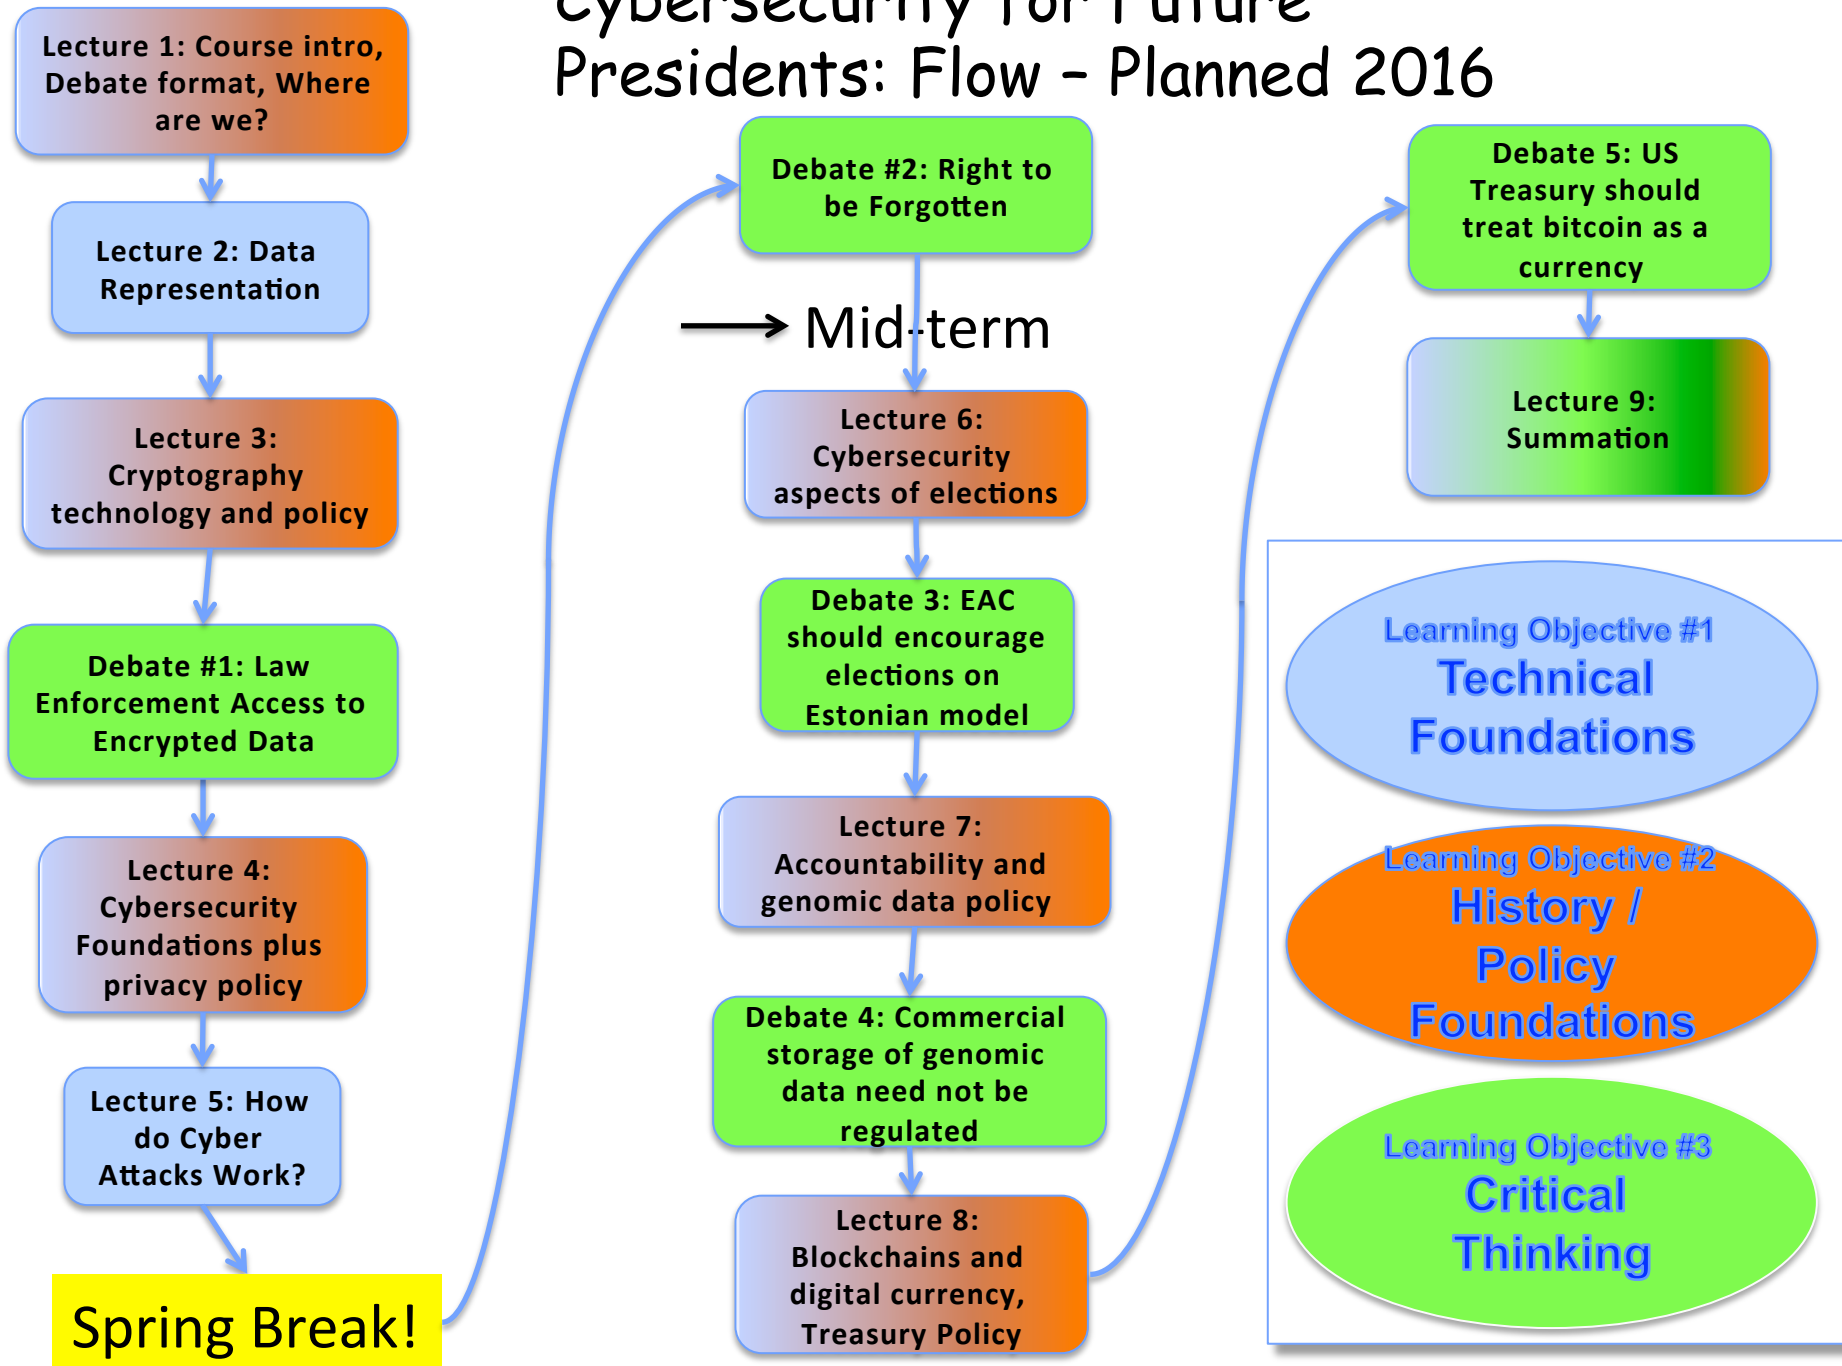 Cybersecurity for Future
Presidents: Flow – Planned 2016
Lecture 1: Course intro,
Debate format, Where
are we?
Lecture 2: Data
Representation
Lecture 3:
Cryptography
technology and policy
Debate #1: Law
Enforcement Access to
Encrypted Data
Lecture 4:
Cybersecurity
Foundations plus
privacy policy
Lecture 5: How
do Cyber
Attacks Work?
Spring Break!
Debate #2: Right to
be Forgotten
Mid-term
Lecture 6:
Cybersecurity
aspects of elections
Debate 3: EAC
should encourage
elections on
Estonian model
Lecture 7:
Accountability and
genomic data policy
Debate 4: Commercial
storage of genomic
data need not be
regulated
Lecture 8:
Blockchains and
digital currency,
Treasury Policy
Debate 5: US
Treasury should
treat bitcoin as a
currency
Lecture 9:
Summation
Learning Objective #1
Technical
Foundations
Learning Objective #2
History /
Policy
Foundations
Learning Objective #3
Critical
Thinking